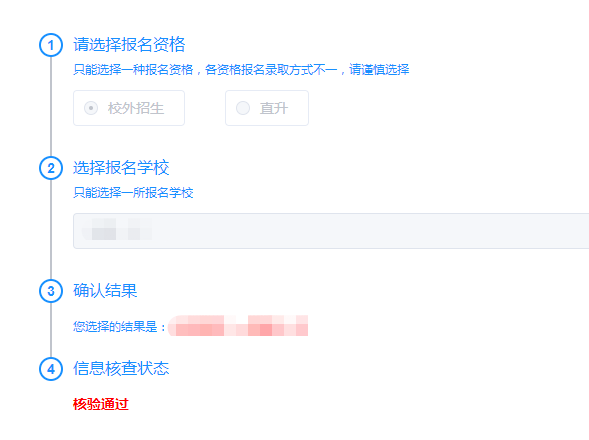 1 请选择报名资格
只能选择一种报名资格，各资格报名录取方式不一，请谨慎选择
校外招生 直升
2 选择报名学校
只能选择一所报名学校
3 确认结果
您选择的结果是：
4 信息核查状态
核验通过